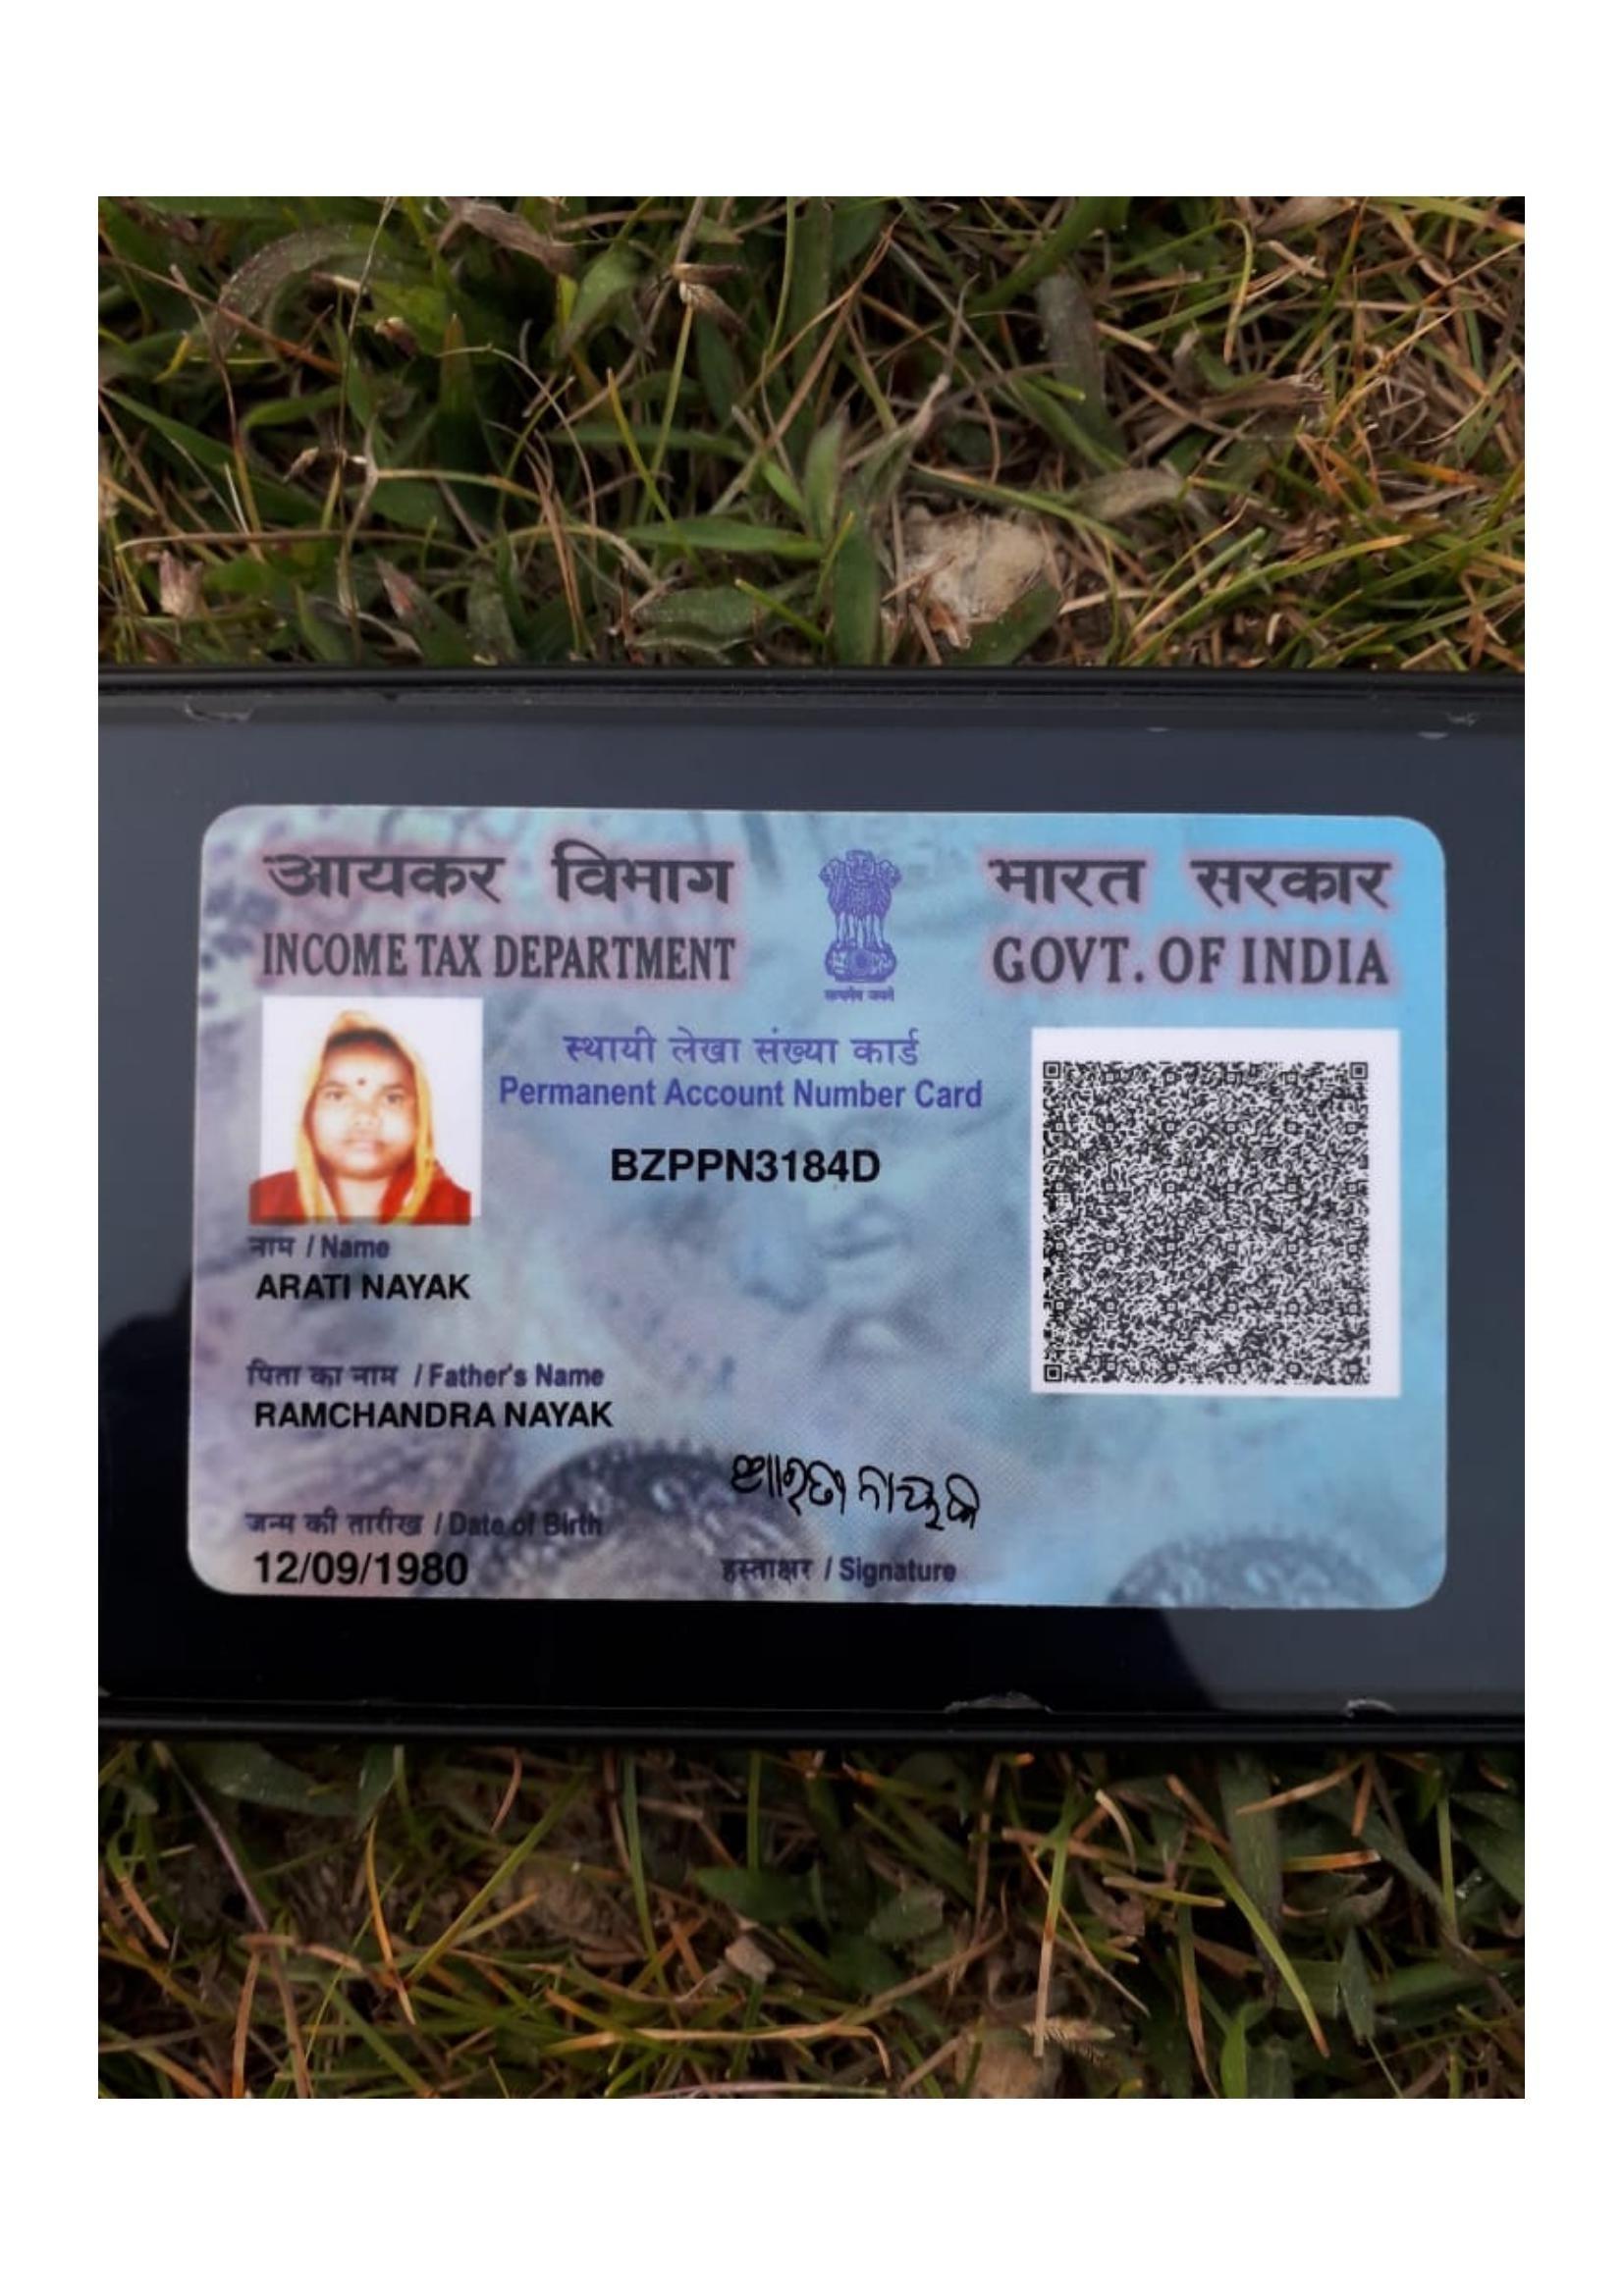 आयकर विभाग
INCOME TAX DEPARTMENT
सत्यमेव जयते
भारत सरकार
GOVT. OF INDIA
स्थायी लेखा संख्या कार्ड
Permanent Account Number Card
BZPPN3184D
नाम / Name
ARATI NAYAK
पिता का नाम / Father's Name
RAMCHANDRA NAYAK
ଆରତୀ ନାୟକ
जन्म की तारीख / Date of Birth
12/09/1980
हस्ताक्षर / Signature